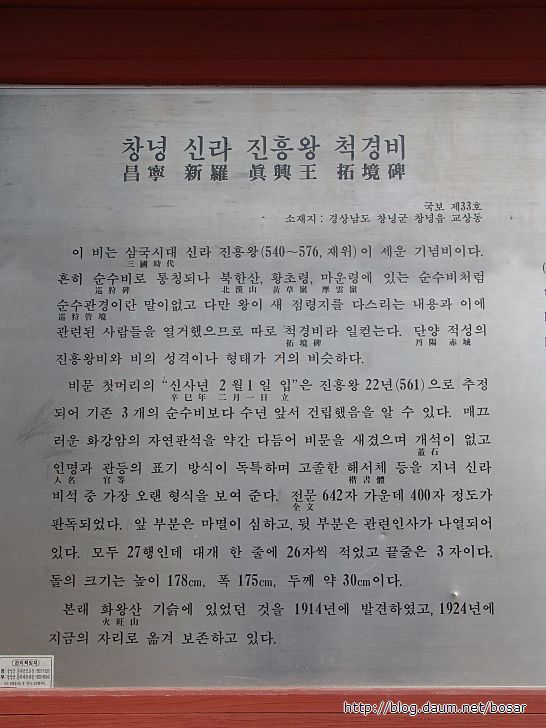 창녕 신라 진흥왕 척경비
昌寧 新羅 眞興王 拓境碑
국보 제33호
소재지 : 경상남도 창녕군 창녕읍 교상동
이 비는 삼국시대 신라 진흥왕(540~576, 재위)이 세운 기념비이다.
三國時代
흔히 순수비로 통칭되나 북한산, 황초령, 마운령에 있는 순수비처럼
巡狩碑 北漢山 黃草嶺 摩雲嶺
순수관경이란 말이없고 다만 왕이 새 점령지를 다스리는 내용과 이에
巡狩管境
관련된 사람들을 열거했으므로 따로 척경비라 일컫는다. 단양 적성의
拓境碑 丹陽 赤城
진흥왕비와 비의 성격이나 형태가 거의 비슷하다.
비문 첫머리의 "신사년 2월1일 입"은 진흥왕 22년(561)으로 추정
辛巳年 二月一日 立
되어 기존 3개의 순수비보다 수년 앞서 건립했음을 알 수 있다. 매끄
러운 화강암의 자연판석을 약간 다듬어 비문을 새겼으며 개석이 없고
蓋石
인명과 관등의 표기 방식이 독특하며 고졸한 해서체 등을 지녀 신라
人名 官等 楷書體
비석 중 가장 오랜 형식을 보여 준다. 전문 642자 가운데 400자 정도가
全文
판독되었다. 앞 부분은 마멸이 심하고, 뒷 부분은 관련인사가 나열되어
있다. 모두 27행인데 대개 한 줄에 26자씩 적었고 끝줄은 3자이다.
돌의 크기는 높이 178㎝, 폭 175㎝, 두께 약 30㎝이다.
본래 화왕산 기슭에 있었던 것을 1914년에 발견하였고, 1924년에
火旺山
지금의 자리로 옮겨 보존하고 있다.
http://blog.daum.net/bosar